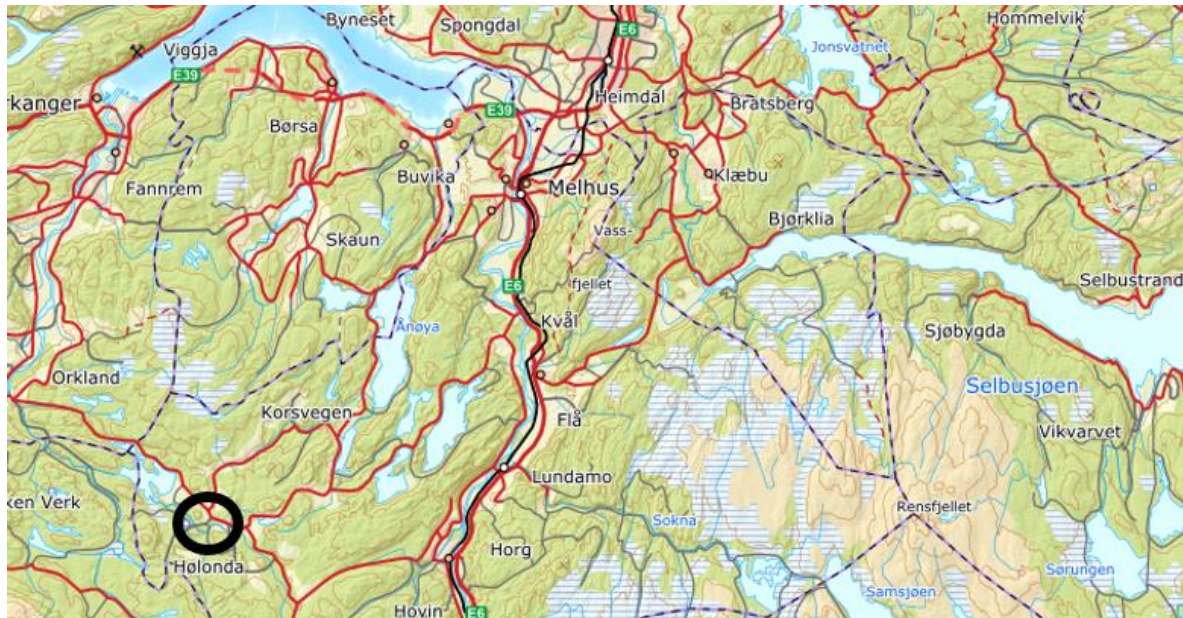 Byneset
Spongdal
E6
Hommelvik
Viggja
Jonsvatnet
E39
rkanger
Heimdal
Bratsberg
E39
Børsa
Buvika
Klæbu
Fannrem
Melhus
Bjørklia
Skaun
Vass-
fjellet
E6
Selbustrand
Ånøya
Kvål
Sjøbygda
Orkland
Selbusjøen
Korsvegen
Flå
Vikvarvet
Lundamo
ken Verk
Rensfjellet
Sokna
Horg
Hølonda
Sørungen
Samsjøen
Hovin
E6